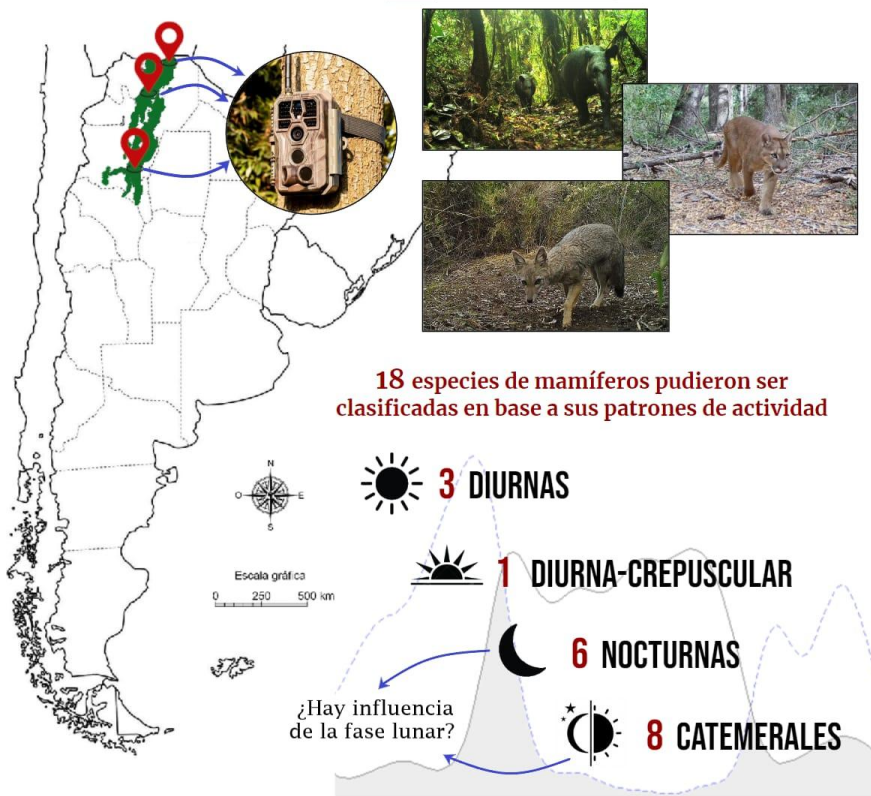 18 especies de mamíferos pudieron ser
clasificadas en base a sus patrones de actividad
3 DIURNAS
N
O
E
S
1 DIURNA-CREPUSCULAR
Escala gráfica
0 250 500 km
6 NOCTURNAS
¿Hay influencia
de la fase lunar?
8 CATEMERALES